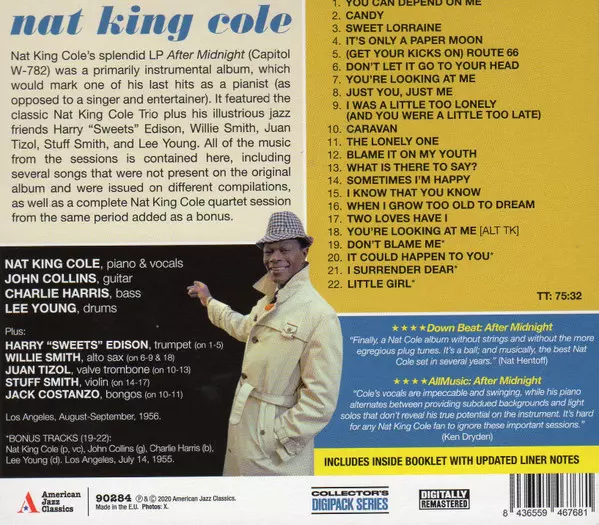 nat king cole
Nat King Cole's splendid LP After Midnight (Capitol
W-782) was a primarily instrumental album, which
would mark one of his last hits as a pianist (as
opposed to a singer and entertainer). It featured the
classic Nat King Cole Trio plus his illustrious jazz
friends Harry "Sweets" Edison, Willie Smith, Juan
Tizol, Stuff Smith, and Lee Young. All of the music
from the sessions is contained here, including
several songs that were not present on the original
album and were issued on different compilations,
as well as a complete Nat King Cole quartet session
from the same period added as a bonus.
NAT KING COLE, piano & vocals
JOHN COLLINS, guitar
CHARLIE HARRIS, bass
LEE YOUNG, drums
Plus:
HARRY "SWEETS" EDISON, trumpet (on 1-5)
WILLIE SMITH, alto sax (on 6-9 & 18)
JUAN TIZOL, valve trombone (on 10-13)
STUFF SMITH, violin (on 14-17)
JACK COSTANZO, bongos (on 10-11)
Los Angeles, August-September, 1956.
*BONUS TRACKS (19-22):
Nat King Cole (p, vc), John Collins (g), Charlie Harris (b),
Lee Young (d). Los Angeles, July 14, 1955.
1. YOU CAN DEPEND ON ME
2. CANDY
3. SWEET LORRAINE
4. IT'S ONLY A PAPER MOON
5. (GET YOUR KICKS ON) ROUTE 66
6. DON'T LET IT GO TO YOUR HEAD
7. YOU'RE LOOKING AT ME
8. JUST YOU, JUST ME
9. I WAS A LITTLE TOO LONELY
(AND YOU WERE A LITTLE TOO LATE)
10. CARAVAN
11. THE LONELY ONE
12. BLAME IT ON MY YOUTH
13. WHAT IS THERE TO SAY?
14. SOMETIMES I'M HAPPY
15. I KNOW THAT YOU KNOW
16. WHEN I GROW TOO OLD TO DREAM
17. TWO LOVES HAVE I
18. YOU'RE LOOKING AT ME [ALT TK]
19. DON'T BLAME ME*
20. IT COULD HAPPEN TO YOU*
21. I SURRENDER DEAR*
22. LITTLE GIRL*
TT: 75:32
★★★★ Down Beat: After Midnight
"Finally, a Nat Cole album without strings and without the more
egregious plug tunes. It's a ball; and musically, the best Nat
Cole set in several years." (Nat Hentoff)
★★★★ AllMusic: After Midnight
"Cole's vocals are impeccable and swinging, while his piano
alternates between providing subdued backgrounds and light
solos that don't reveal his true potential on the instrument. It's hard for
any Nat King Cole fan to ignore these important sessions."
(Ken Dryden)
INCLUDES INSIDE BOOKLET WITH UPDATED LINER NOTES
American
Jazz
Classics
90284 ℗ & © 2020 American Jazz Classics.
Made in the E.U. Photos: X.
COLLECTOR'S
DIGIPACK SERIES
DIGITALLY
REMASTERED
8 436559 467681